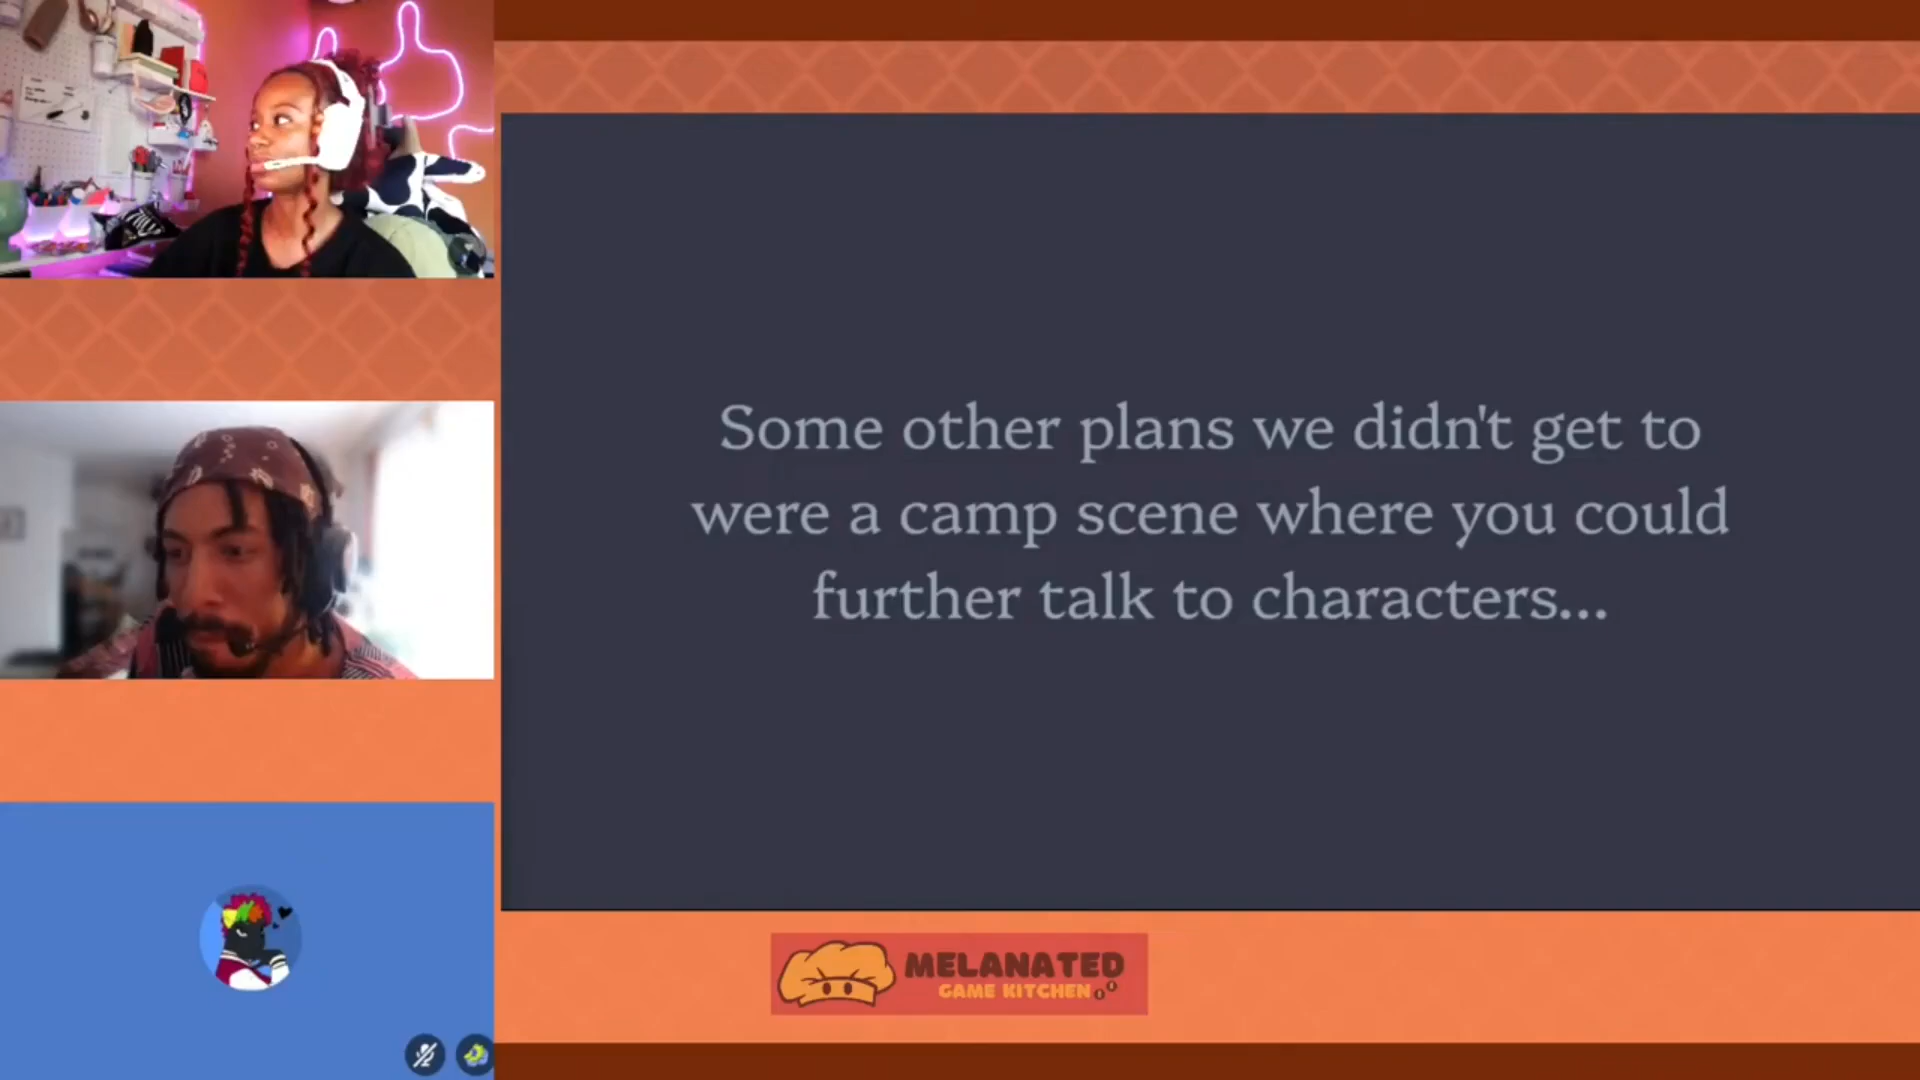 Some other plans we didn't get to
were a camp scene where you could
further talk to characters...
MELANATED
GAME KITCHEN